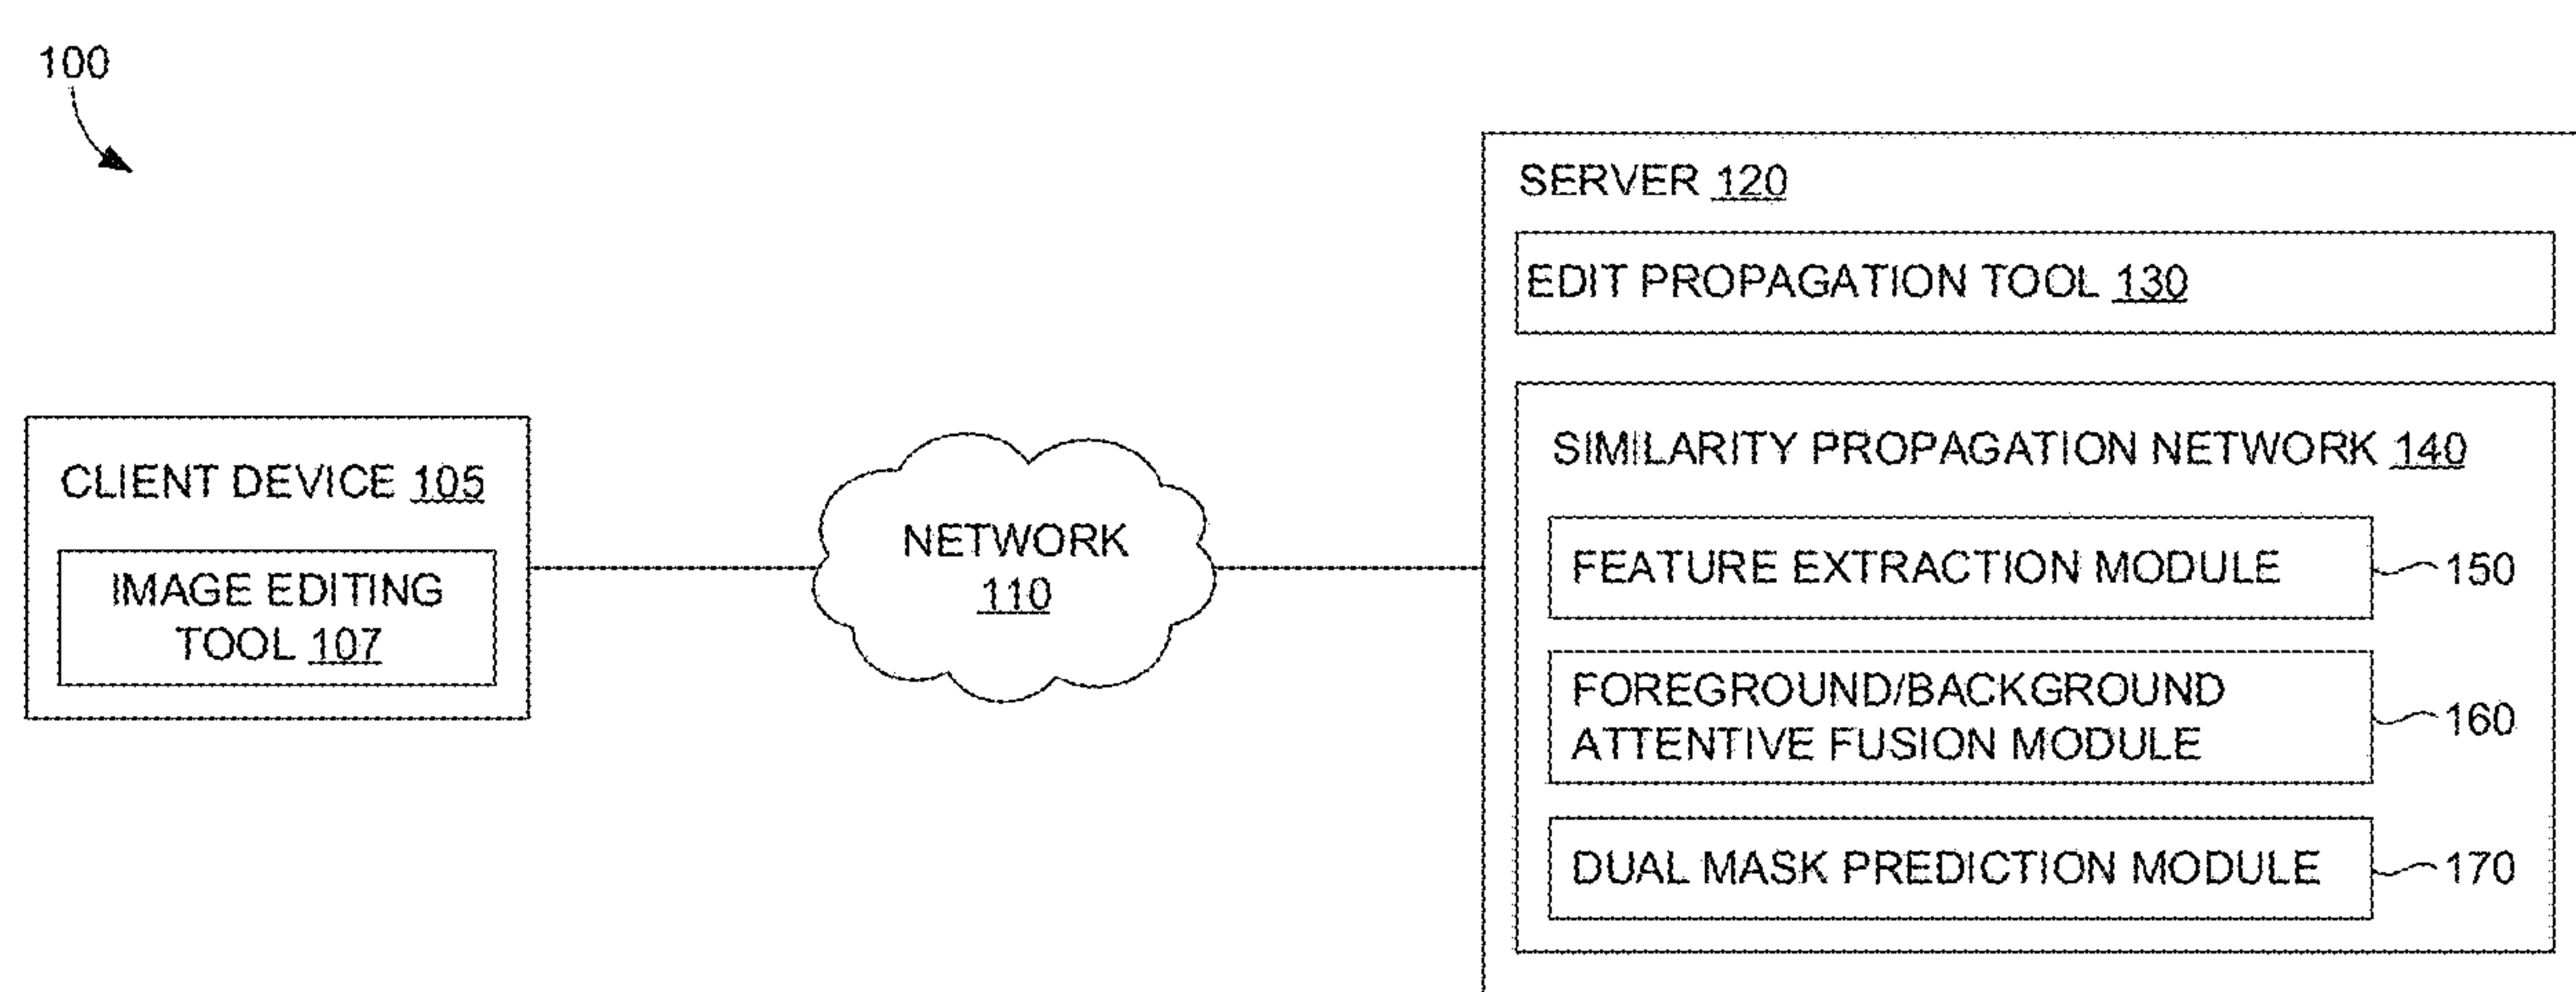 100
SERVER 120
EDIT PROPAGATION TOOL 130
SIMILARITY PROPAGATION NETWORK 140
CLIENT DEVICE 105
IMAGE EDITING
TOOL 107
NETWORK
110
FEATURE EXTRACTION MODULE
150
FOREGROUND/BACKGROUND
ATTENTIVE FUSION MODULE
160
DUAL MASK PREDICTION MODULE
170